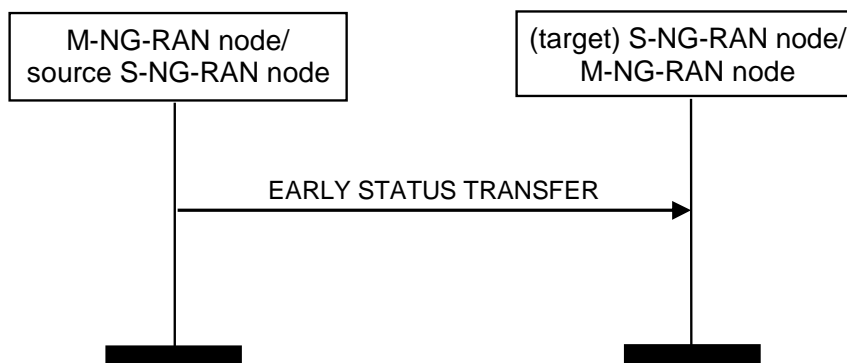 M-NG-RAN node/
source S-NG-RAN node
(target) S-NG-RAN node/
M-NG-RAN node
EARLY STATUS TRANSFER